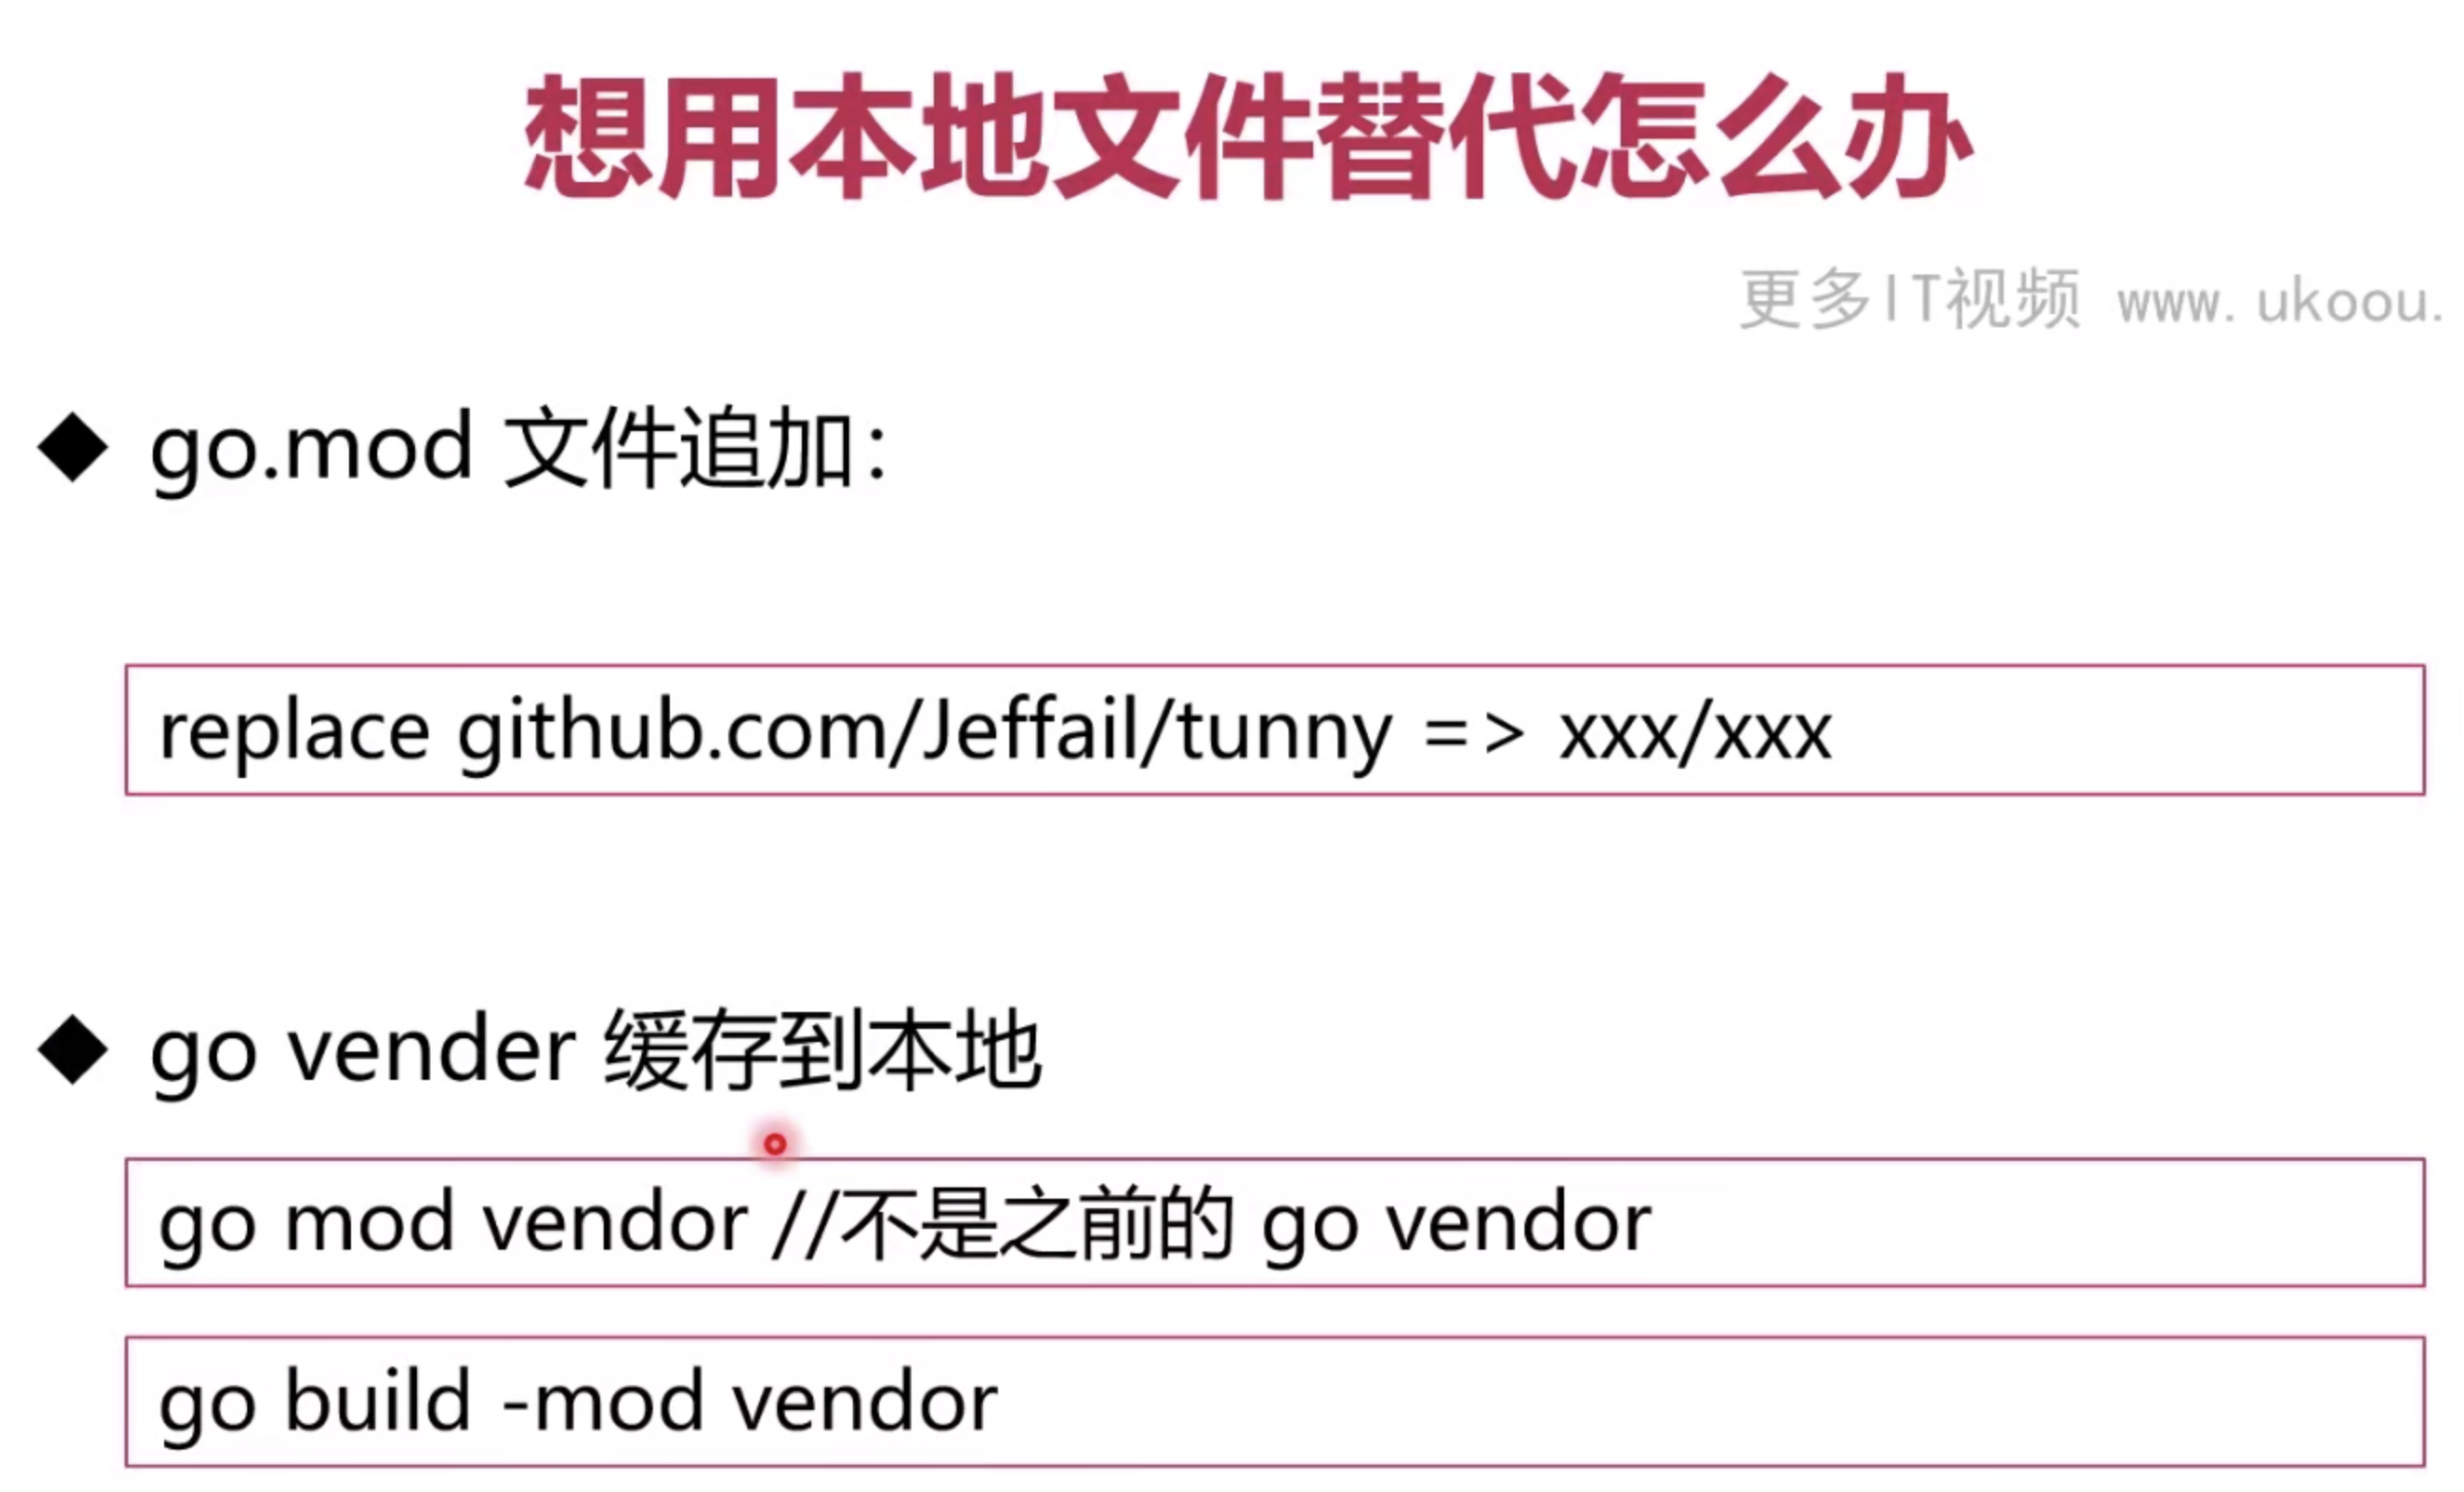 想用本地文件替代怎么办
更多IT视频 www. ukoou.
◆ go.mod 文件追加：
replace github.com/Jeffail/tunny => xxx/xxx
◆ go vender 缓存到本地
go mod vendor //不是之前的 go vendor
go build -mod vendor